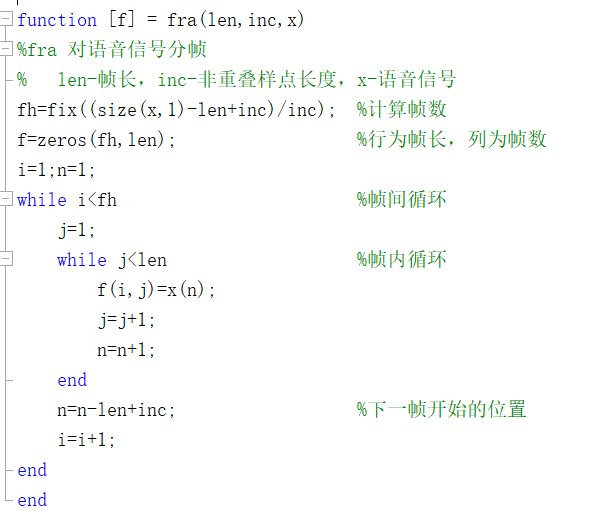 function [f] = fra(len,inc,x)
%fra 对语音信号分帧
%   len-帧长，inc-非重叠样点长度，x-语音信号
fh=fix((size(x,1)-len+inc)/inc);  %计算帧数
f=zeros(fh,len);                  %行为帧长，列为帧数
i=1;n=1;
while i<fh                        %帧间循环
    j=1;
    while j<len                   %帧内循环
        f(i,j)=x(n);
        j=j+1;
        n=n+1;
    end
    n=n-len+inc;                  %下一帧开始的位置
    i=i+1;
end
end